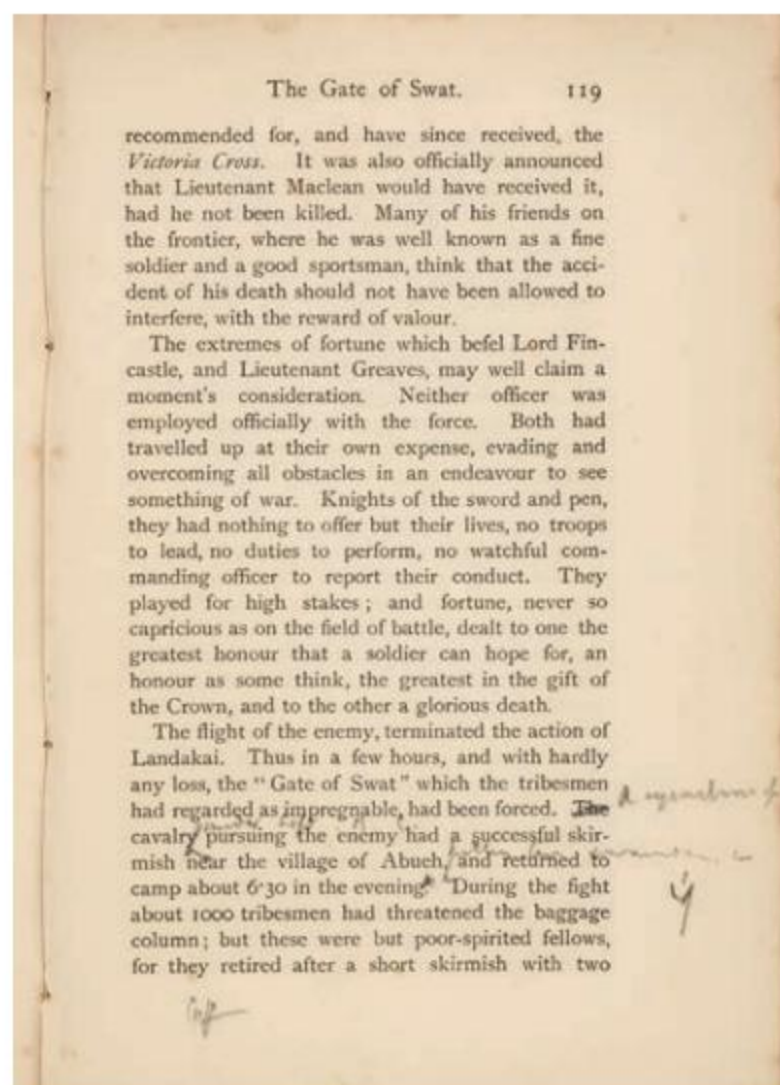 The Gate of Swat. 119
recommended for, and have since received, the
Victoria Cross. It was also officially announced
that Lieutenant Maclean would have received it,
had he not been killed. Many of his friends on
the frontier, where he was well known as a fine
soldier and a good sportsman, think that the acci-
dent of his death should not have been allowed to
interfere, with the reward of valour.
The extremes of fortune which befel Lord Fin-
castle, and Lieutenant Greaves, may well claim a
moment's consideration. Neither officer was
employed officially with the force. Both had
travelled up at their own expense, evading and
overcoming all obstacles in an endeavour to see
something of war. Knights of the sword and pen,
they had nothing to offer but their lives, no troops
to lead, no duties to perform, no watchful com-
manding officer to report their conduct. They
played for high stakes; and fortune, never so
capricious as on the field of battle, dealt to one the
greatest honour that a soldier can hope for, an
honour as some think, the greatest in the gift of
the Crown, and to the other a glorious death.
The flight of the enemy, terminated the action of
Landakai. Thus in a few hours, and with hardly
any loss, the "Gate of Swat" which the tribesmen
had regarded as impregnable, had been forced. The
cavalry pursuing the enemy had a successful skir-
mish near the village of Abueh, and returned to
camp about 6·30 in the evening. During the fight
about 1000 tribesmen had threatened the baggage
column; but these were but poor-spirited fellows,
for they retired after a short skirmish with two